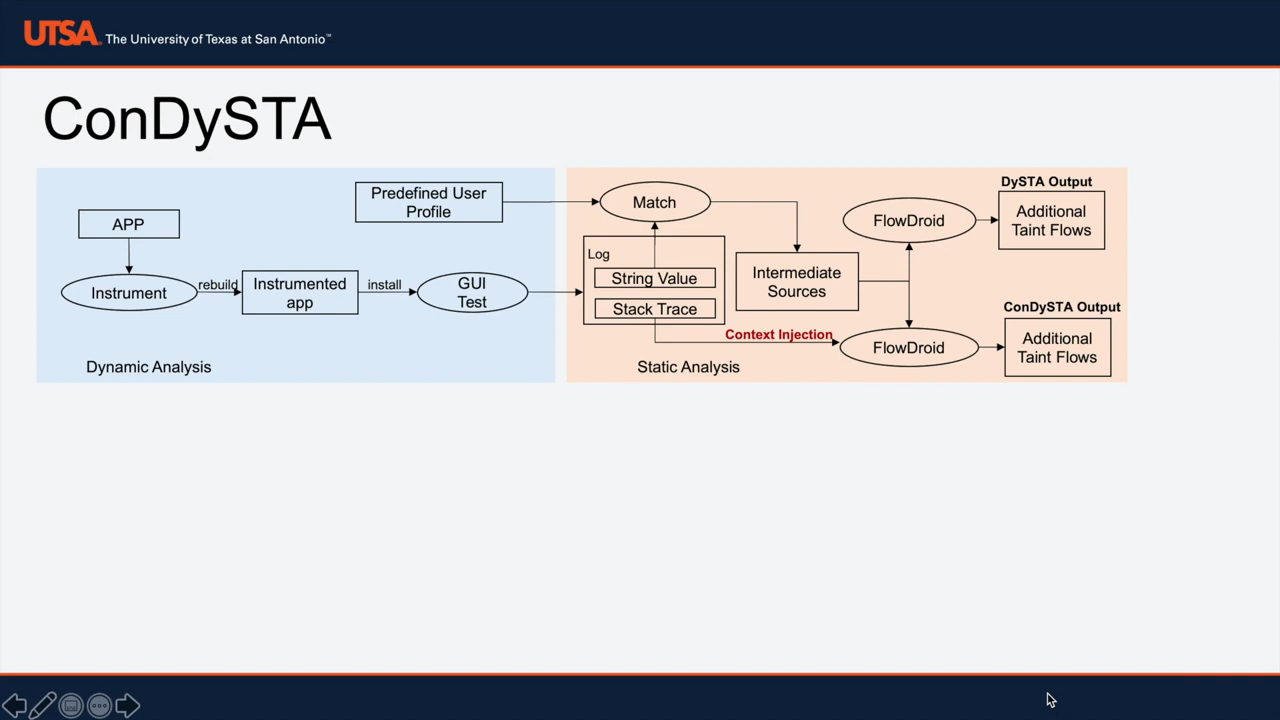 UTSA. The University of Texas at San Antonio™
ConDySTA
APP
Instrument
rebuild
Instrumented
app
install
GUI
Test
Predefined User
Profile
Dynamic Analysis
Match
Log
String Value
Stack Trace
Context Injection
Intermediate
Sources
FlowDroid
DySTA Output
Additional
Taint Flows
FlowDroid
ConDySTA Output
Additional
Taint Flows
Static Analysis